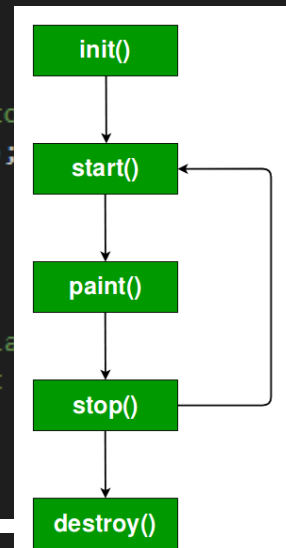 init()
start()
paint()
stop()
destroy()